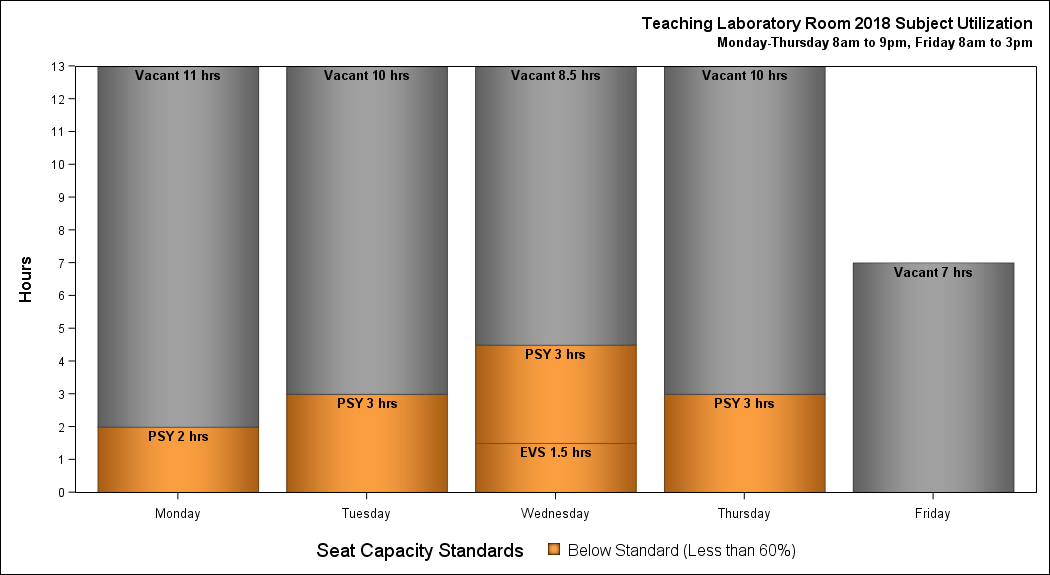 Teaching Laboratory Room 2018 Subject Utilization
Monday-Thursday 8am to 9pm, Friday 8am to 3pm
Hours
13
12
11
10
9
8
7
6
5
4
3
2
1
0
Vacant 11 hrs
PSY 2 hrs
Vacant 10 hrs
PSY 3 hrs
Vacant 8.5 hrs
PSY 3 hrs
EVS 1.5 hrs
Vacant 10 hrs
PSY 3 hrs
Vacant 7 hrs
Monday
Tuesday
Wednesday
Thursday
Friday
Seat Capacity Standards
Below Standard (Less than 60%)